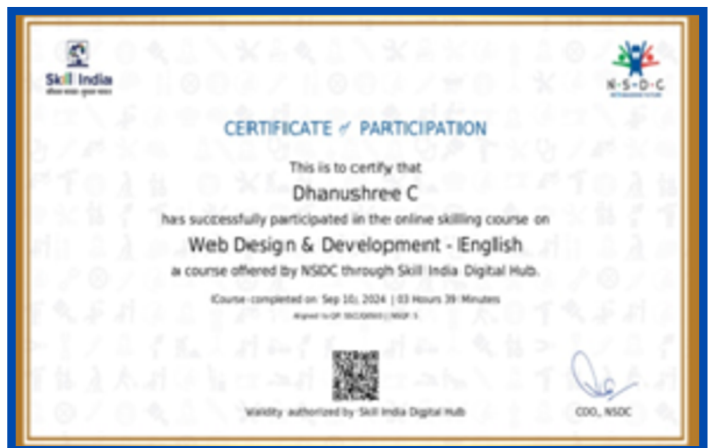 Skill India
N·S·D·C
CERTIFICATE of PARTICIPATION
This is to certify that
Dhanushree C
has successfully participated in the online skilling course on
Web Design & Development - English
a course offered by NSDC through Skill India Digital Hub.
Course completed on Sep 10, 2024 | 03 Hours 39 Minutes
Validity authorized by Skill India Digital Hub
COO, NSDC